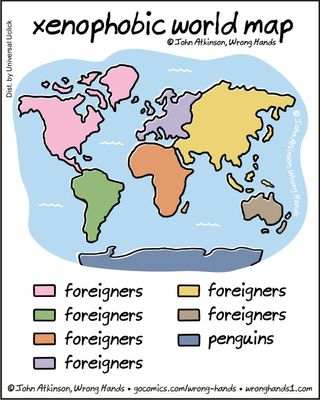 xenophobic world map
© John Atkinson, Wrong Hands
Dist. by Universal Uclick
© John Atkinson, Wrong Hands
foreigners
foreigners
foreigners
foreigners
foreigners
foreigners
penguins
© John Atkinson, Wrong Hands • gocomics.com/wrong-hands • wronghands1.com